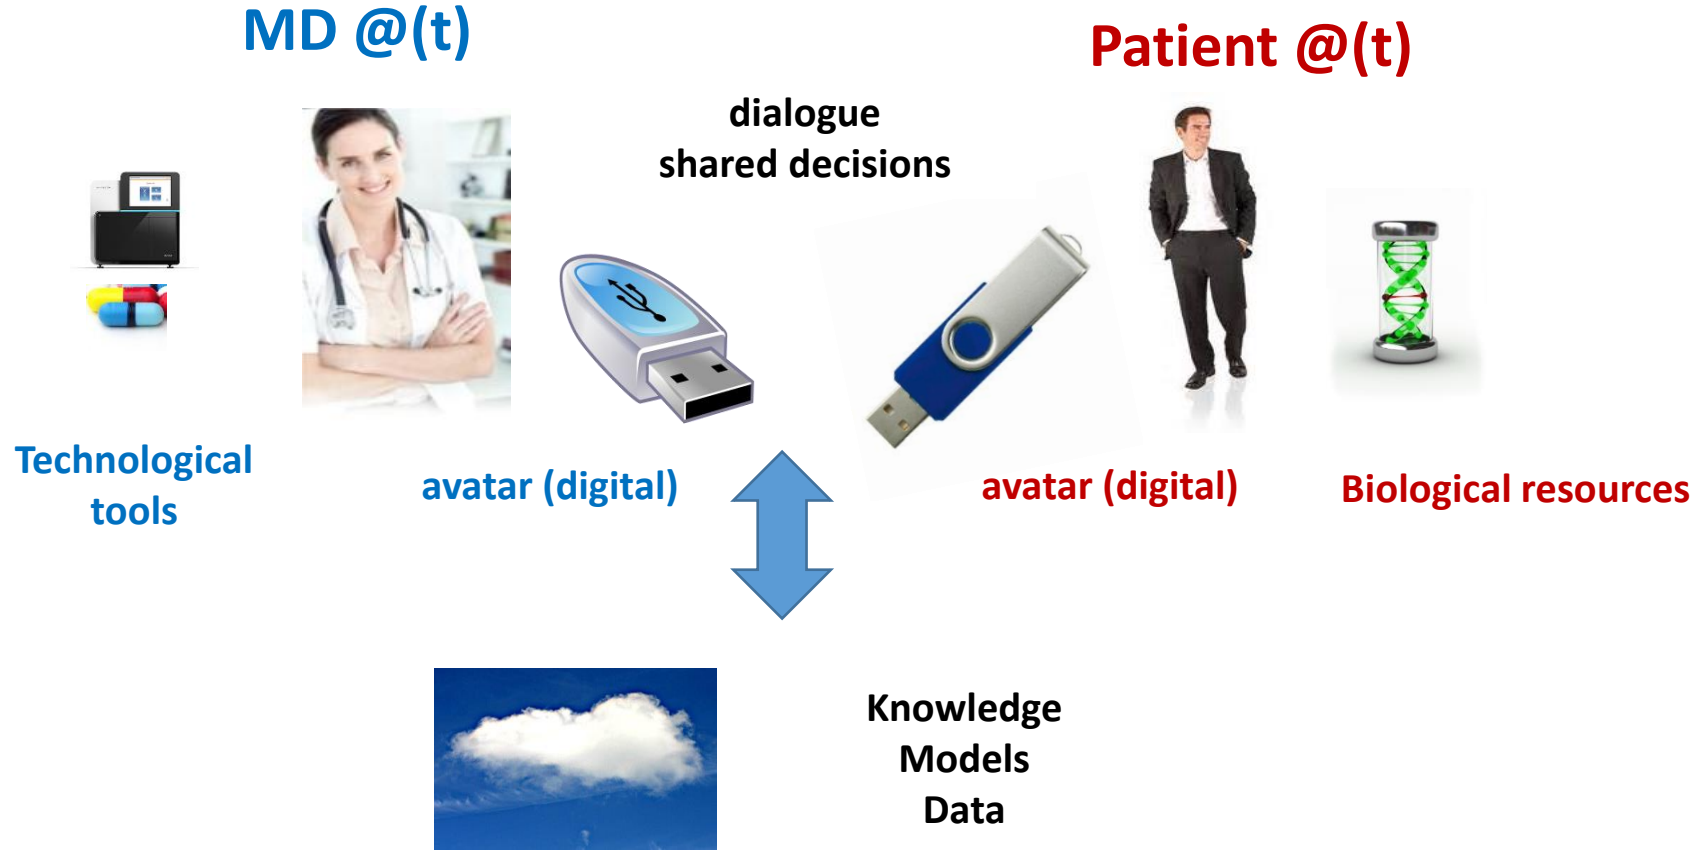 MD @(t)
Patient @(t)
dialogue
shared decisions
Technological
tools
avatar (digital)
avatar (digital)
Biological resources
Knowledge
Models
Data